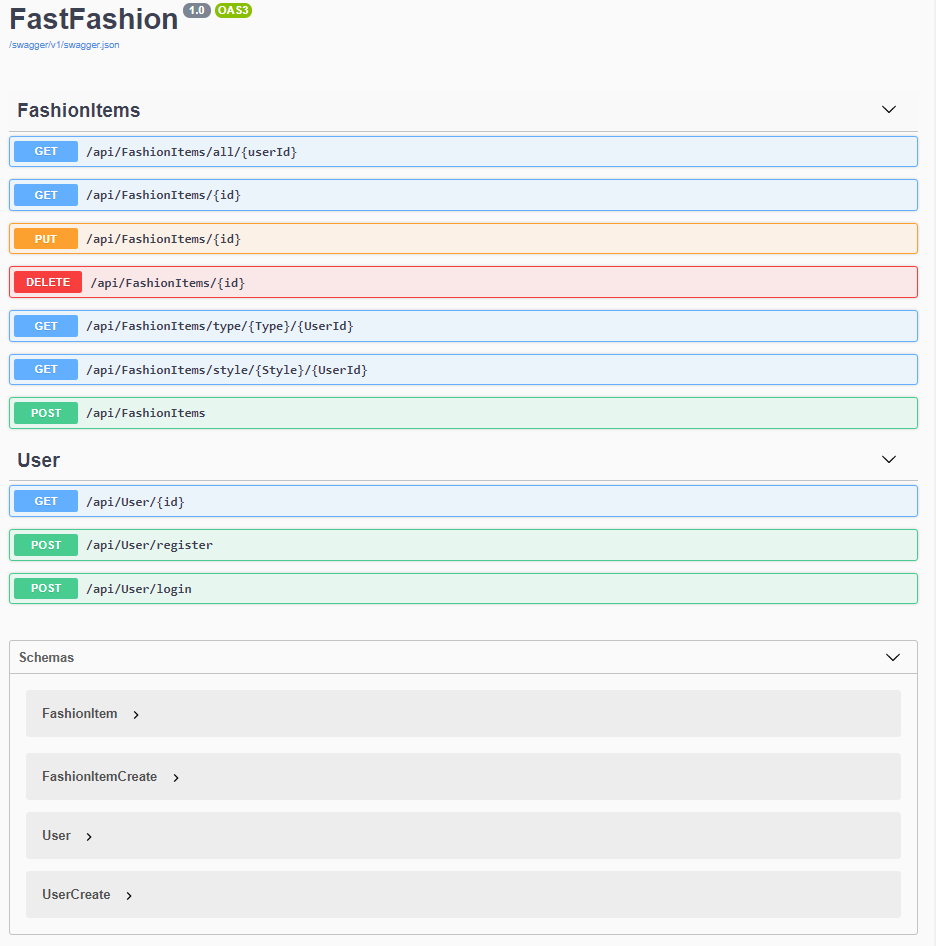 FastFashion 1.0 OAS3
/swagger/v1/swagger.json
FashionItems
GET /api/FashionItems/all/{userId}
GET /api/FashionItems/{id}
PUT /api/FashionItems/{id}
DELETE /api/FashionItems/{id}
GET /api/FashionItems/type/{Type}/{UserId}
GET /api/FashionItems/style/{Style}/{UserId}
POST /api/FashionItems
User
GET /api/User/{id}
POST /api/User/register
POST /api/User/login
Schemas
FashionItem
FashionItemCreate
User
UserCreate